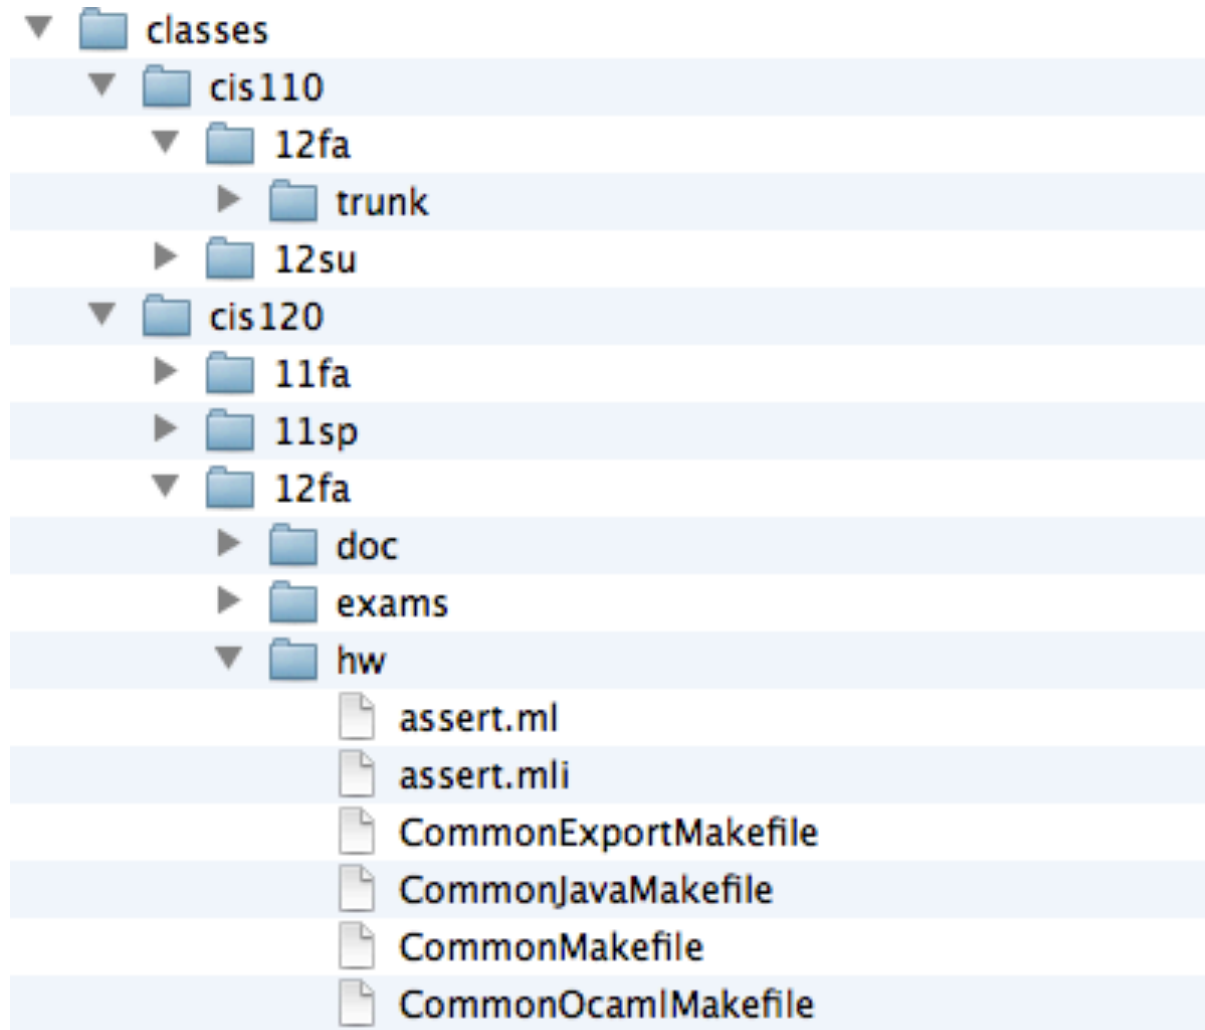 classes
cis110
12fa
trunk
12su
cis120
11fa
11sp
12fa
doc
exams
hw
assert.ml
assert.mli
CommonExportMakefile
CommonJavaMakefile
CommonMakefile
CommonOcamlMakefile